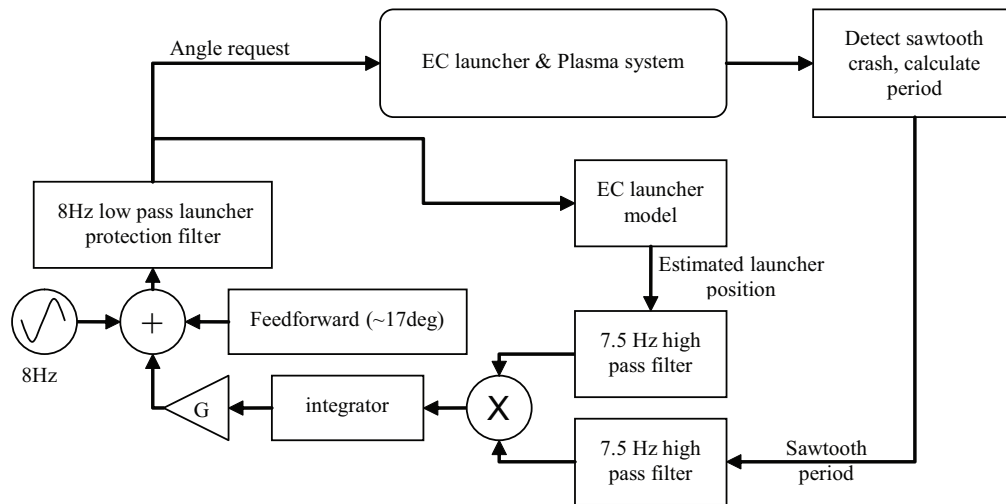 Angle request
EC launcher & Plasma system
Detect sawtooth
crash, calculate
period
8Hz low pass launcher
protection filter
EC launcher
model
Estimated launcher
position
+
Feedforward (~17deg)
8Hz
7.5 Hz high
pass filter
G
integrator
X
7.5 Hz high
pass filter
Sawtooth
period